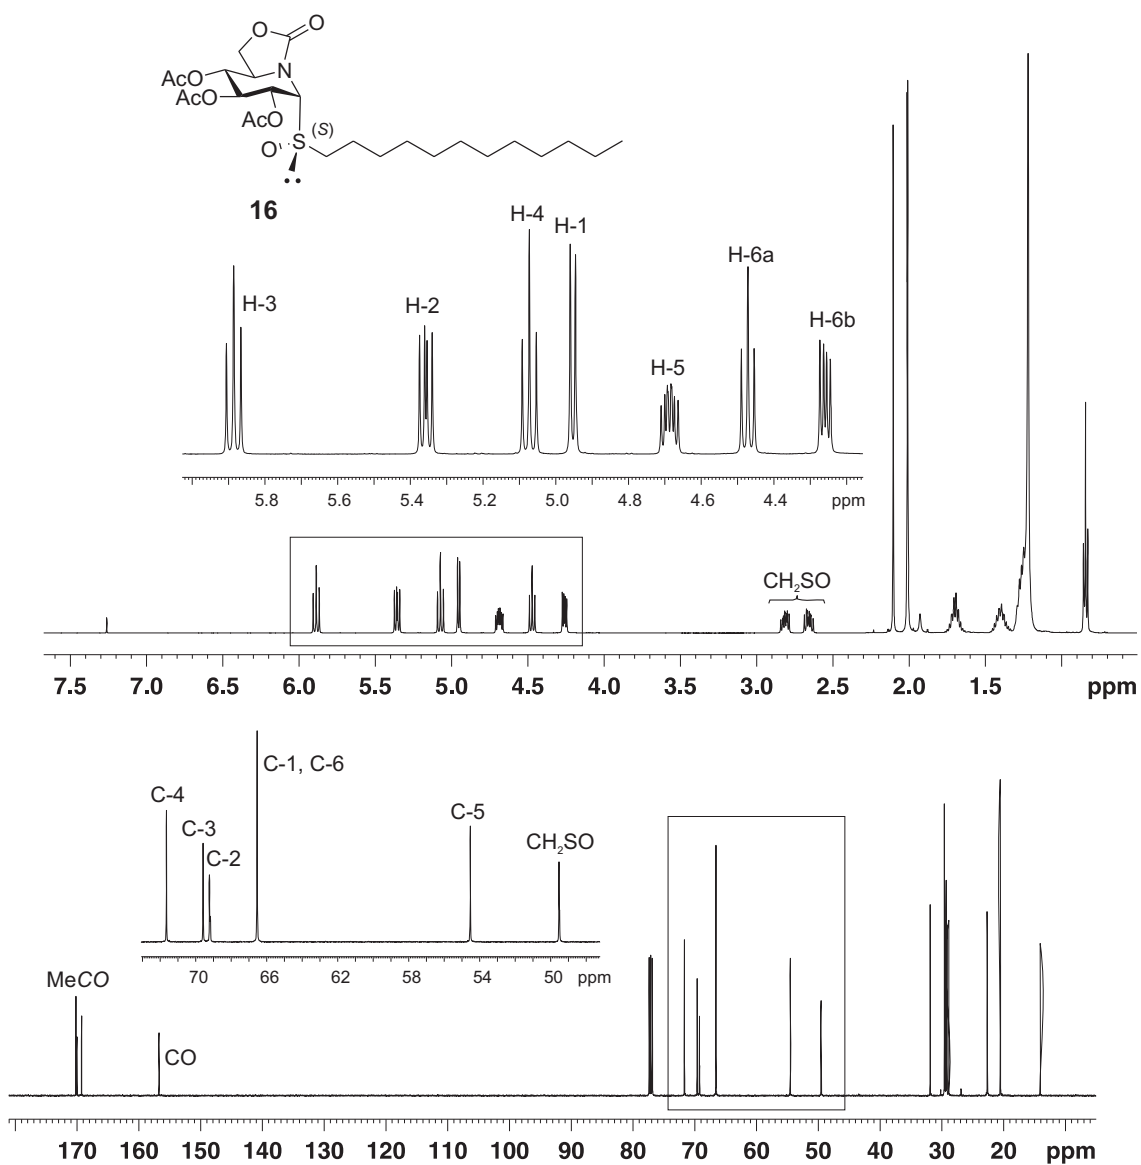 O
O
N
AcO
AcO
AcO
S
(S)
O
16
H-3
H-2
H-4
H-1
H-5
H-6a
H-6b
5.8 5.6 5.4 5.2 5.0 4.8 4.6 4.4 ppm
CH₂SO
7.5 7.0 6.5 6.0 5.5 5.0 4.5 4.0 3.5 3.0 2.5 2.0 1.5 ppm
C-4
C-3
C-2
C-1, C-6
C-5
CH₂SO
70 66 62 58 54 50 ppm
MeCO
CO
170 160 150 140 130 120 110 100 90 80 70 60 50 40 30 20 ppm